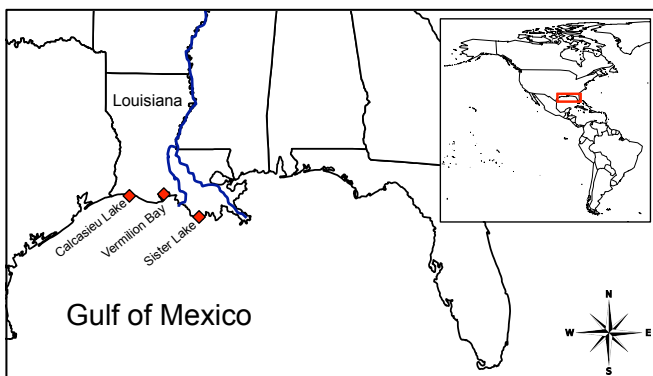 Louisiana
Calcasieu Lake
Vermilion Bay
Sister Lake
Gulf of Mexico
N
W
E
S